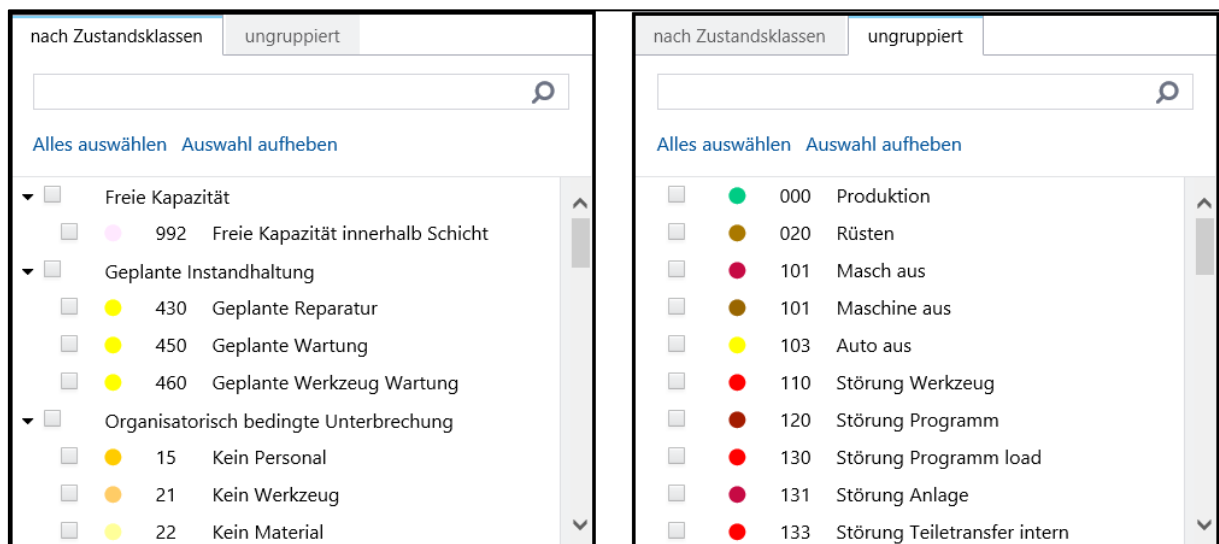 nach Zustandsklassen ungruppiert
Alles auswählen Auswahl aufheben
Freie Kapazität
992 Freie Kapazität innerhalb Schicht
Geplante Instandhaltung
430 Geplante Reparatur
450 Geplante Wartung
460 Geplante Werkzeug Wartung
Organisatorisch bedingte Unterbrechung
15 Kein Personal
21 Kein Werkzeug
22 Kein Material
nach Zustandsklassen ungruppiert
Alles auswählen Auswahl aufheben
000 Produktion
020 Rüsten
101 Masch aus
101 Maschine aus
103 Auto aus
110 Störung Werkzeug
120 Störung Programm
130 Störung Programm load
131 Störung Anlage
133 Störung Teiletransfer intern